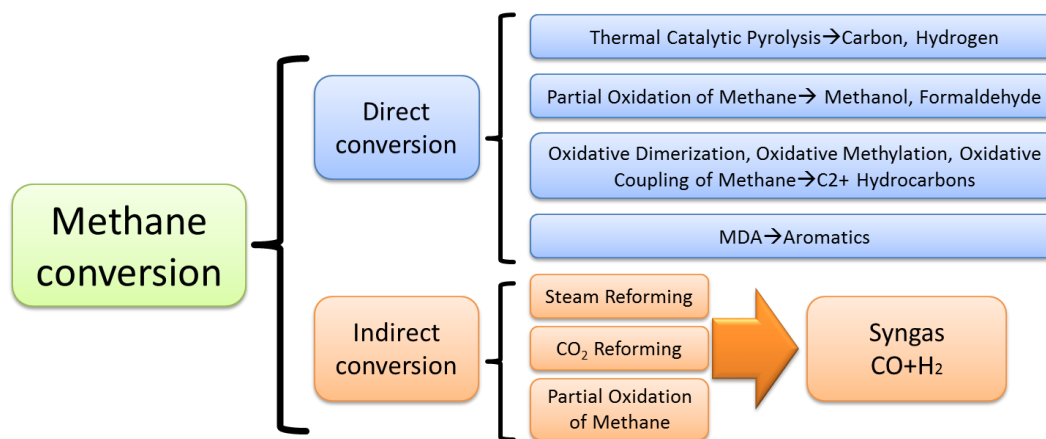 Thermal Catalytic Pyrolysis→Carbon, Hydrogen
Direct
conversion
Partial Oxidation of Methane→ Methanol, Formaldehyde
Oxidative Dimerization, Oxidative Methylation, Oxidative
Coupling of Methane→C2+ Hydrocarbons
MDA→Aromatics
Methane
conversion
Indirect
conversion
Steam Reforming
CO₂ Reforming
Partial Oxidation
of Methane
Syngas
CO+H₂